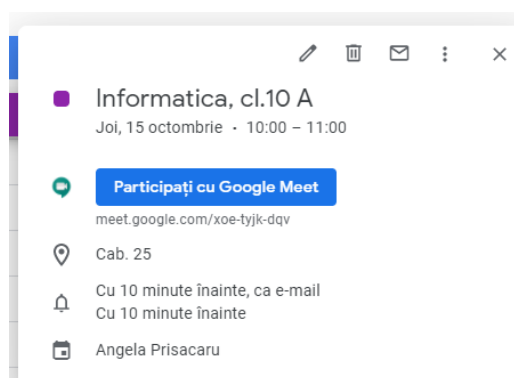 Informatica, cl.10 A
Joi, 15 octombrie · 10:00 – 11:00
Participați cu Google Meet
meet.google.com/xoe-tyjk-dqv
Cab. 25
Cu 10 minute înainte, ca e-mail
Cu 10 minute înainte
Angela Prisacaru